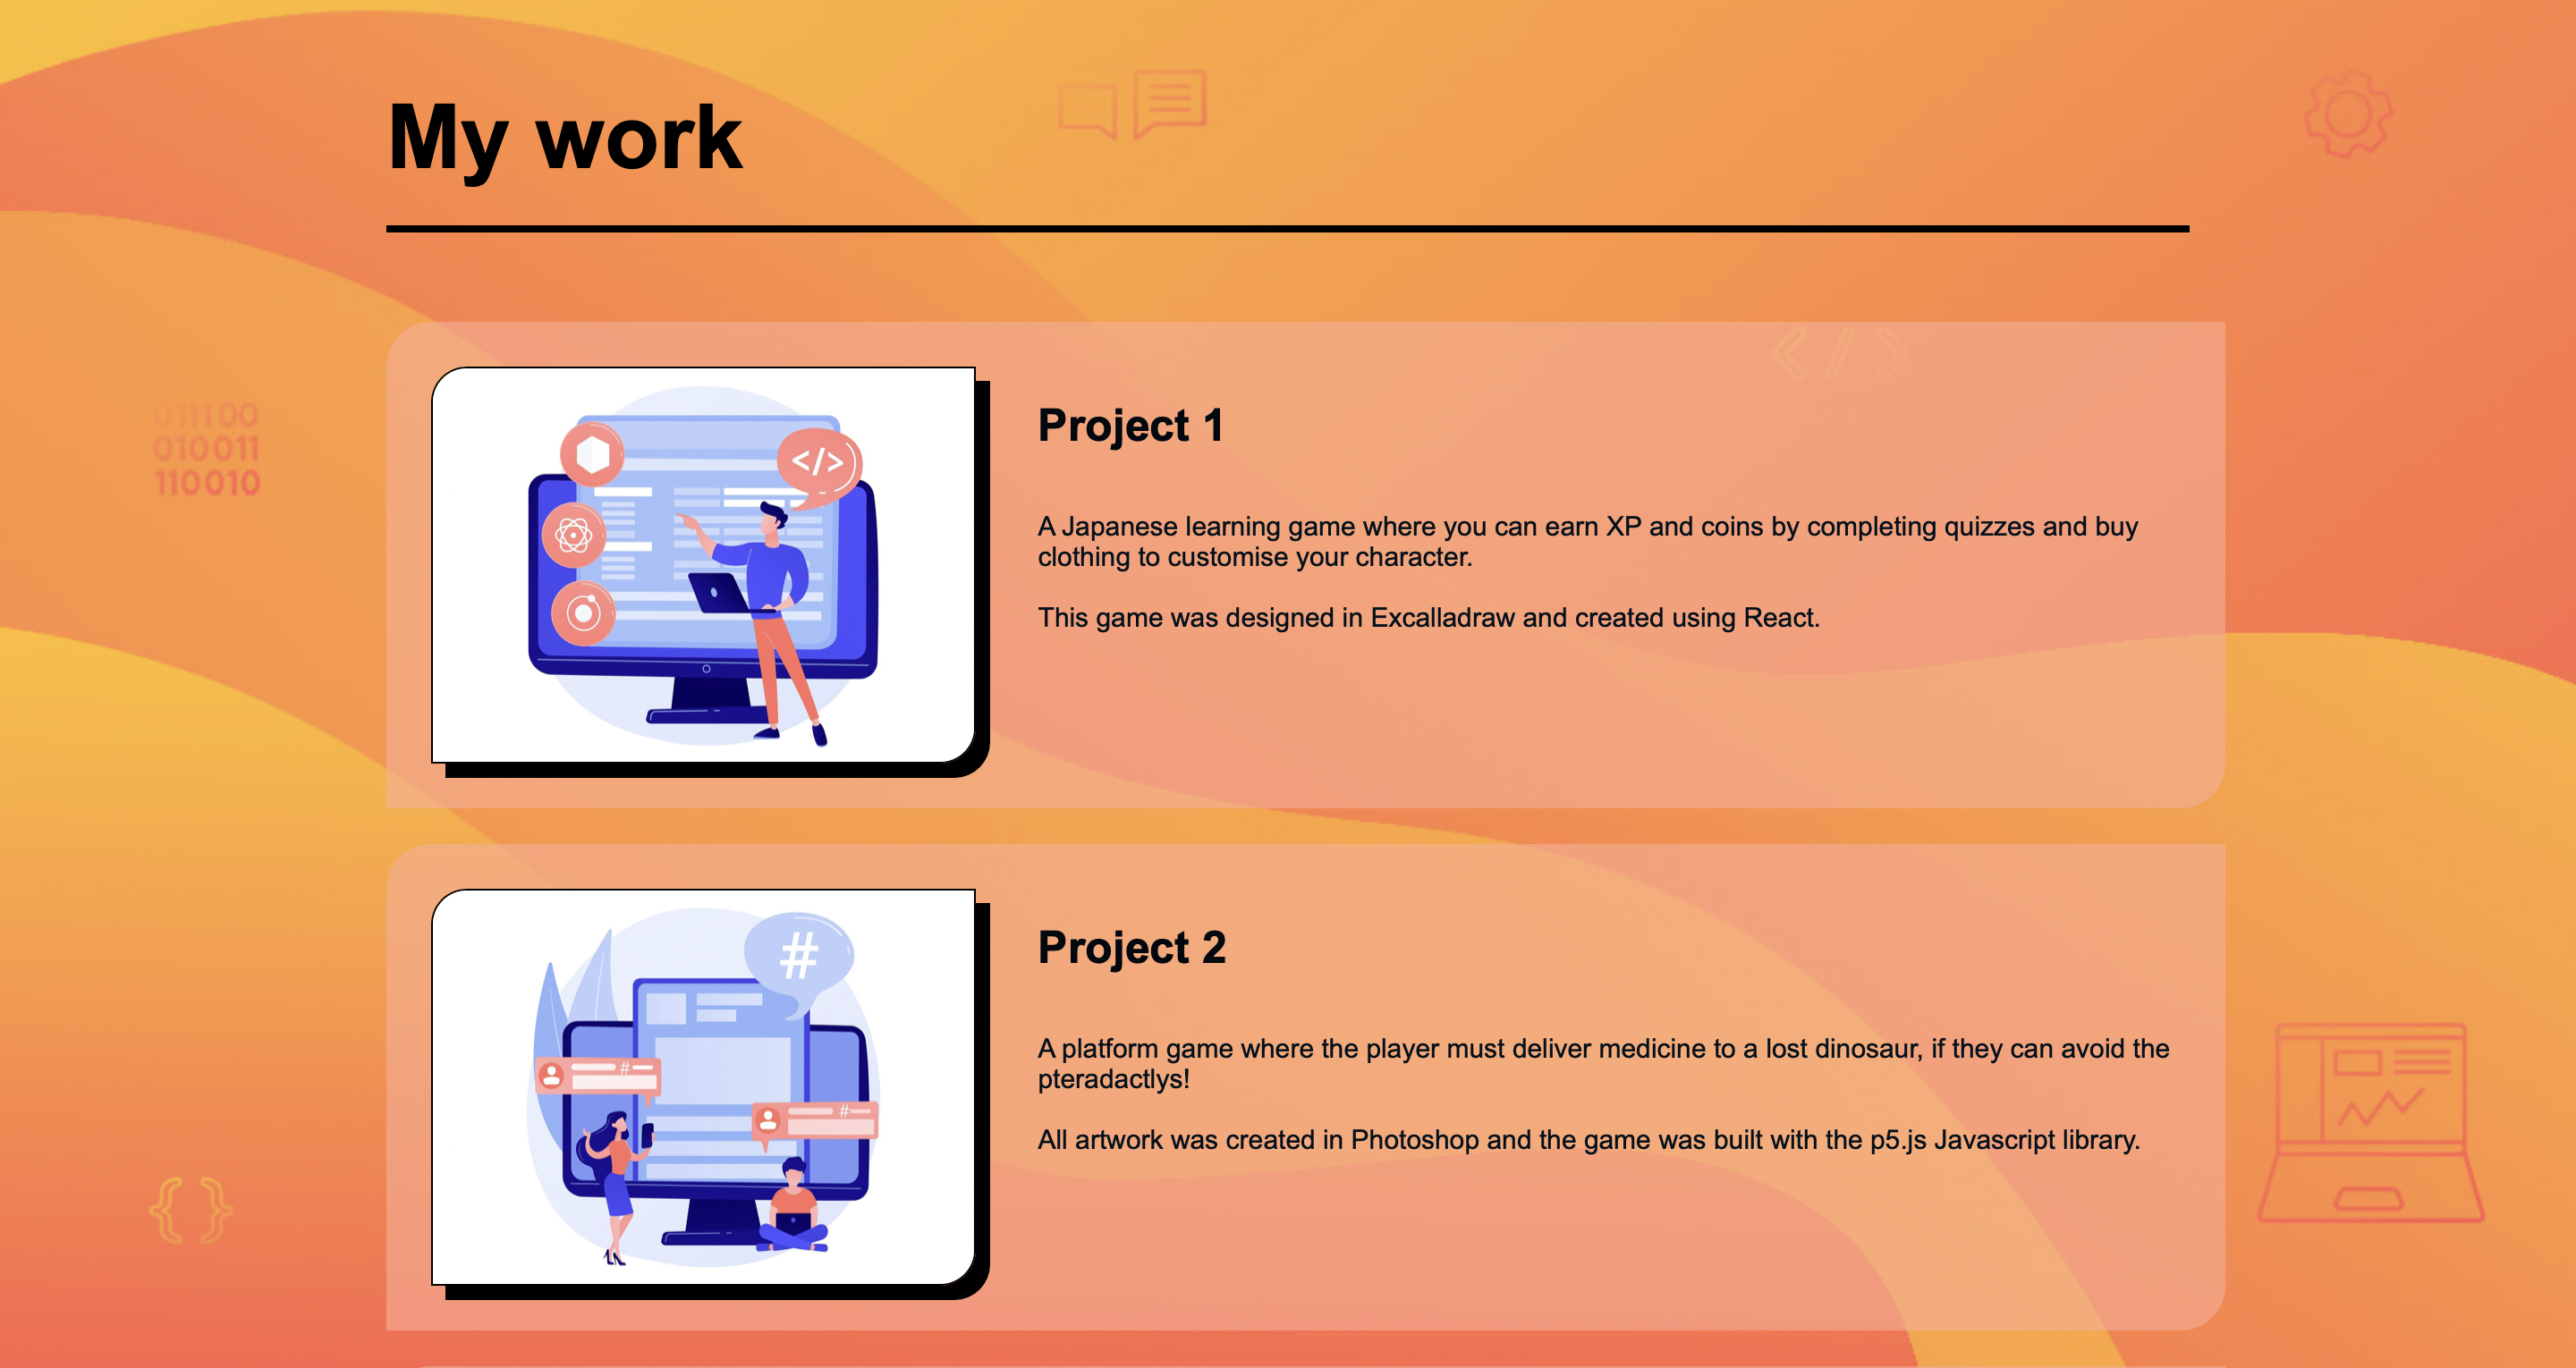 My work
</>
011100
010011
110010
</>
Project 1
A Japanese learning game where you can earn XP and coins by completing quizzes and buy
clothing to customise your character.
This game was designed in Excalladraw and created using React.
#
#
#
Project 2
A platform game where the player must deliver medicine to a lost dinosaur, if they can avoid the
pteradactlys!
All artwork was created in Photoshop and the game was built with the p5.js Javascript library.
{ }